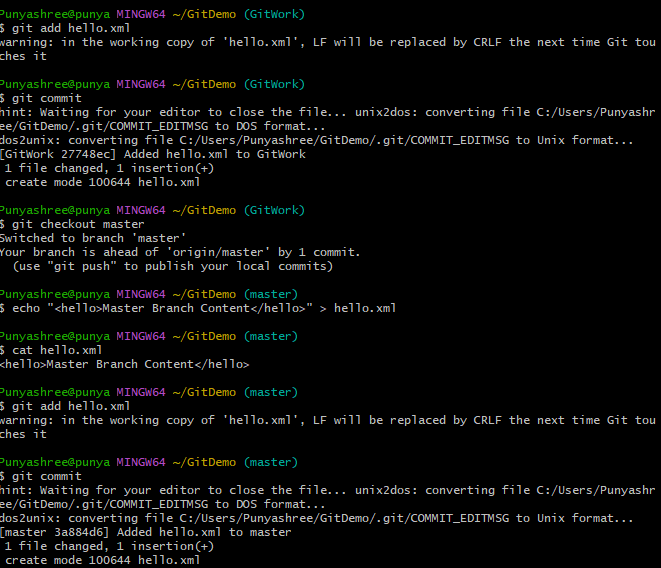 Punyashree@punya MINGW64 ~/GitDemo (GitWork)
$ git add hello.xml
warning: in the working copy of 'hello.xml', LF will be replaced by CRLF the next time Git tou
ches it
Punyashree@punya MINGW64 ~/GitDemo (GitWork)
$ git commit
hint: Waiting for your editor to close the file... unix2dos: converting file C:/Users/Punyashr
ee/GitDemo/.git/COMMIT_EDITMSG to DOS format...
dos2unix: converting file C:/Users/Punyashree/GitDemo/.git/COMMIT_EDITMSG to Unix format...
[GitWork 27748ec] Added hello.xml to GitWork
 1 file changed, 1 insertion(+)
 create mode 100644 hello.xml
Punyashree@punya MINGW64 ~/GitDemo (GitWork)
$ git checkout master
Switched to branch 'master'
Your branch is ahead of 'origin/master' by 1 commit.
  (use "git push" to publish your local commits)
Punyashree@punya MINGW64 ~/GitDemo (master)
$ echo "<hello>Master Branch Content</hello>" > hello.xml
Punyashree@punya MINGW64 ~/GitDemo (master)
$ cat hello.xml
<hello>Master Branch Content</hello>
Punyashree@punya MINGW64 ~/GitDemo (master)
$ git add hello.xml
warning: in the working copy of 'hello.xml', LF will be replaced by CRLF the next time Git tou
ches it
Punyashree@punya MINGW64 ~/GitDemo (master)
$ git commit
hint: Waiting for your editor to close the file... unix2dos: converting file C:/Users/Punyashr
ee/GitDemo/.git/COMMIT_EDITMSG to DOS format...
dos2unix: converting file C:/Users/Punyashree/GitDemo/.git/COMMIT_EDITMSG to Unix format...
[master 3a884d6] Added hello.xml to master
 1 file changed, 1 insertion(+)
 create mode 100644 hello.xml